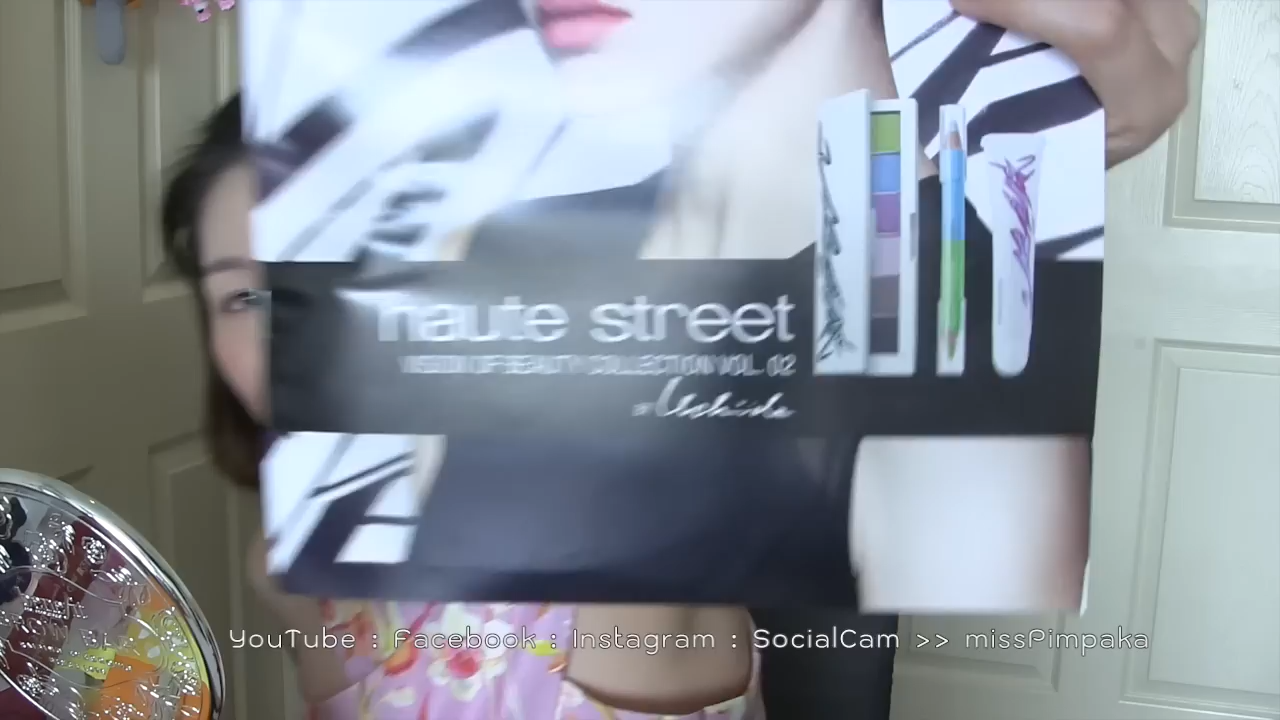 haute street
VISION OF BEAUTY COLLECTION VOL. 02
YouTube : Facebook : Instagram : SocialCam >> missPimpaka